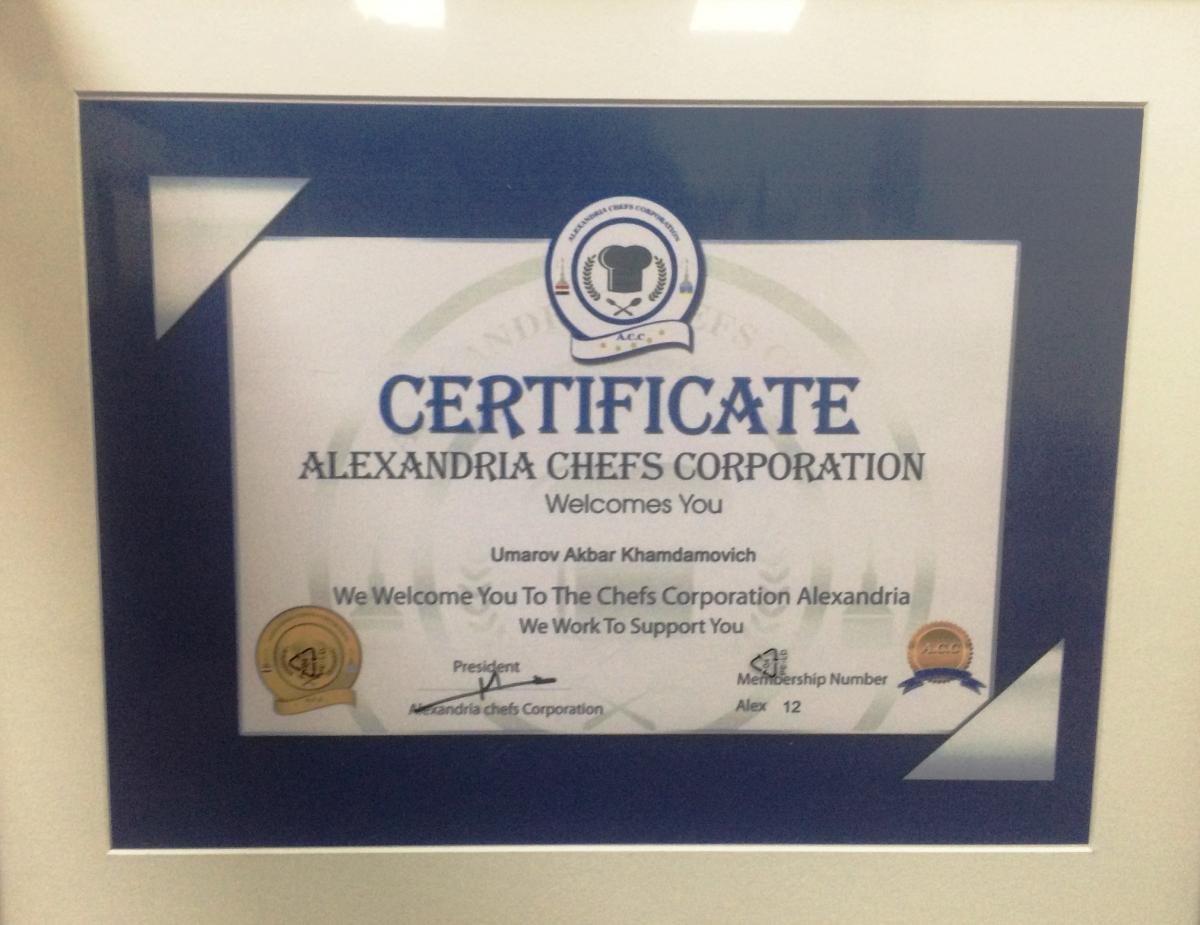 ALEXANDRIA CHEFS CORPORATION
A.C.C
CERTIFICATE
ALEXANDRIA CHEFS CORPORATION
Welcomes You
Umarov Akbar Khamdamovich
We Welcome You To The Chefs Corporation Alexandria
We Work To Support You
President
Alexandria chefs Corporation
Membership Number
Alex 12
A.C.C